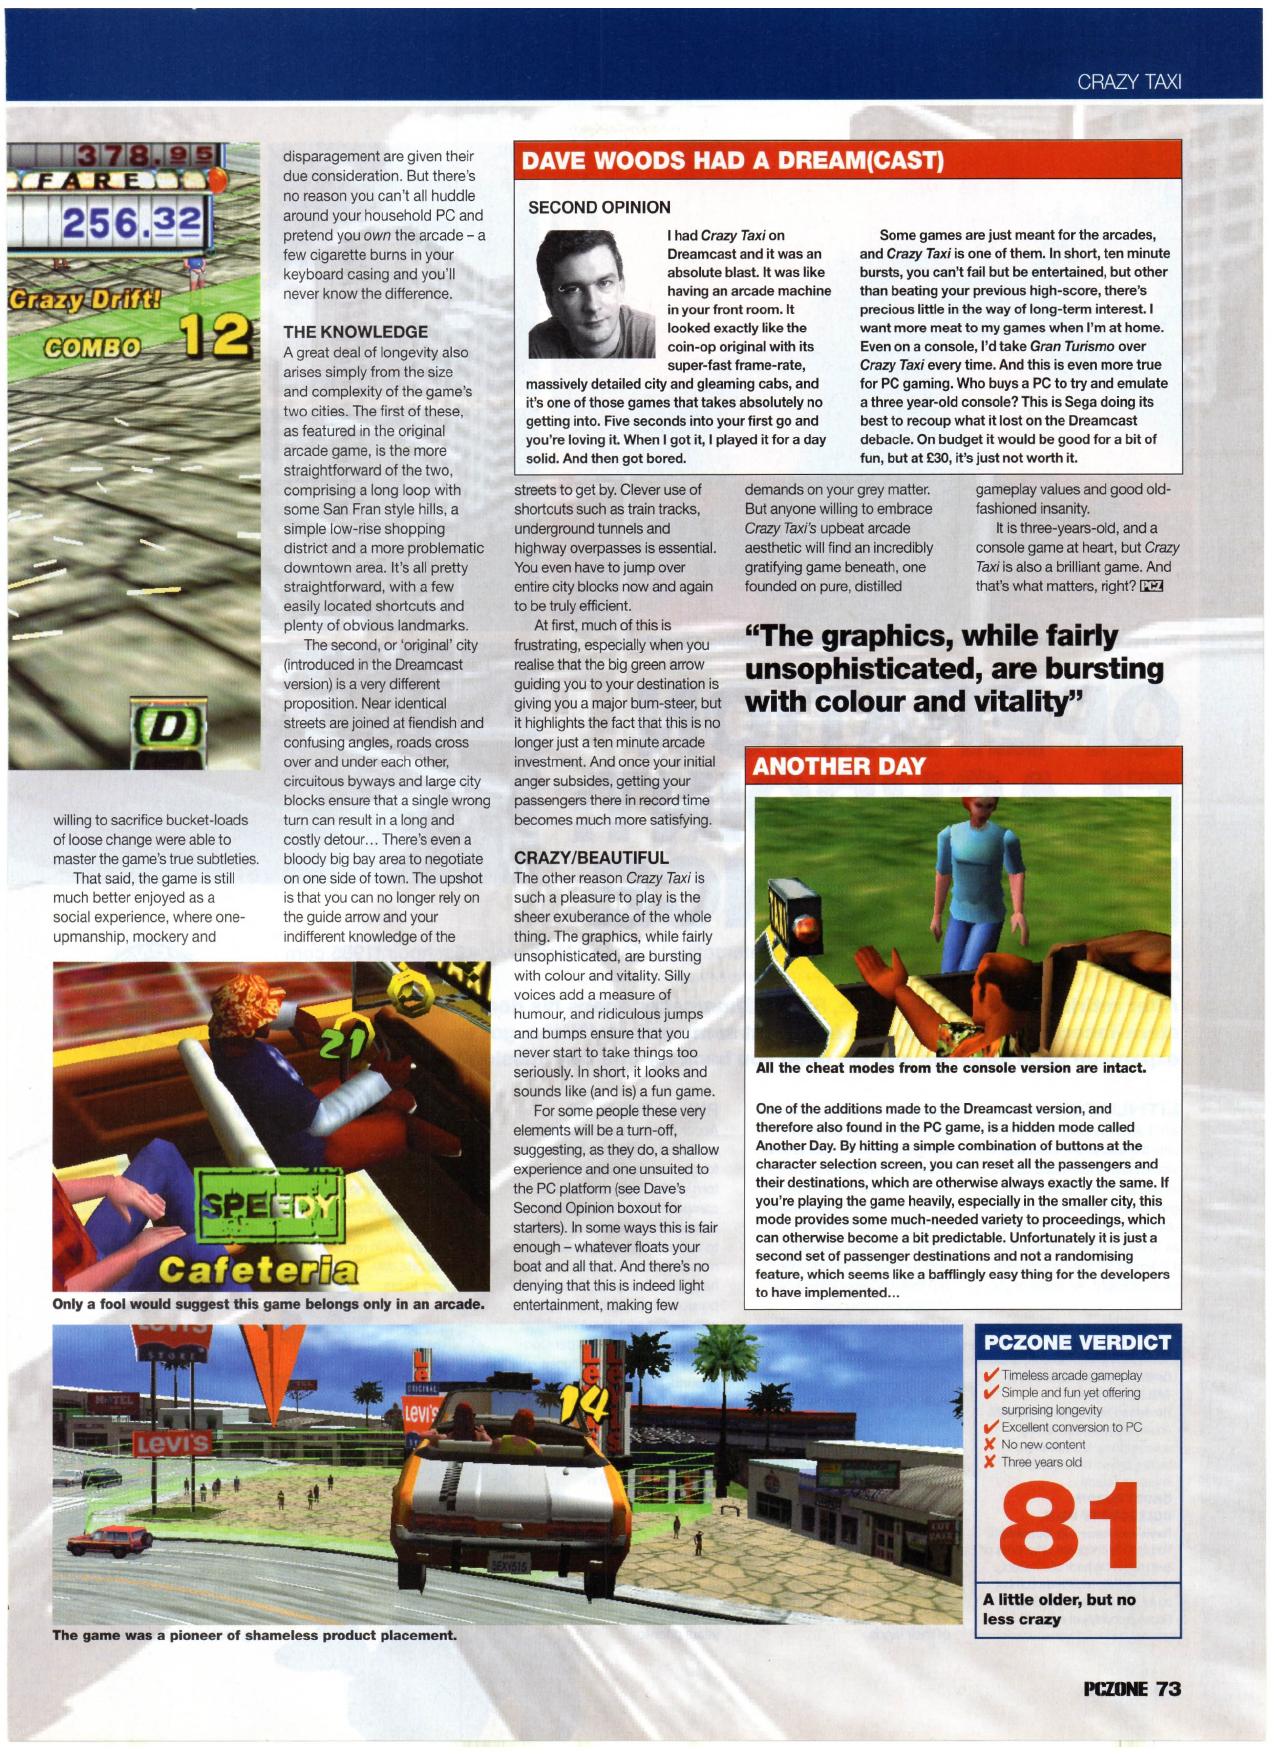 CRAZY TAXI
378.95
FARE
256.32
Crazy Drift!
COMBO 12
D
willing to sacrifice bucket-loads
of loose change were able to
master the game's true subtleties.
That said, the game is still
much better enjoyed as a
social experience, where one-
upmanship, mockery and
disparagement are given their
due consideration. But there's
no reason you can't all huddle
around your household PC and
pretend you own the arcade – a
few cigarette burns in your
keyboard casing and you'll
never know the difference.
THE KNOWLEDGE
A great deal of longevity also
arises simply from the size
and complexity of the game's
two cities. The first of these,
as featured in the original
arcade game, is the more
straightforward of the two,
comprising a long loop with
some San Fran style hills, a
simple low-rise shopping
district and a more problematic
downtown area. It's all pretty
straightforward, with a few
easily located shortcuts and
plenty of obvious landmarks.
The second, or 'original' city
(introduced in the Dreamcast
version) is a very different
proposition. Near identical
streets are joined at fiendish and
confusing angles, roads cross
over and under each other,
circuitous byways and large city
blocks ensure that a single wrong
turn can result in a long and
costly detour... There's even a
bloody big bay area to negotiate
on one side of town. The upshot
is that you can no longer rely on
the guide arrow and your
indifferent knowledge of the
streets to get by. Clever use of
shortcuts such as train tracks,
underground tunnels and
highway overpasses is essential.
You even have to jump over
entire city blocks now and again
to be truly efficient.
At first, much of this is
frustrating, especially when you
realise that the big green arrow
guiding you to your destination is
giving you a major bum-steer, but
it highlights the fact that this is no
longer just a ten minute arcade
investment. And once your initial
anger subsides, getting your
passengers there in record time
becomes much more satisfying.
CRAZY/BEAUTIFUL
The other reason Crazy Taxi is
such a pleasure to play is the
sheer exuberance of the whole
thing. The graphics, while fairly
unsophisticated, are bursting
with colour and vitality. Silly
voices add a measure of
humour, and ridiculous jumps
and bumps ensure that you
never start to take things too
seriously. In short, it looks and
sounds like (and is) a fun game.
For some people these very
elements will be a turn-off,
suggesting, as they do, a shallow
experience and one unsuited to
the PC platform (see Dave's
Second Opinion boxout for
starters). In some ways this is fair
enough – whatever floats your
boat and all that. And there's no
denying that this is indeed light
entertainment, making few
demands on your grey matter.
But anyone willing to embrace
Crazy Taxi's upbeat arcade
aesthetic will find an incredibly
gratifying game beneath, one
founded on pure, distilled
gameplay values and good old-
fashioned insanity.
It is three-years-old, and a
console game at heart, but Crazy
Taxi is also a brilliant game. And
that's what matters, right? PCZ
DAVE WOODS HAD A DREAM(CAST)
SECOND OPINION
I had Crazy Taxi on
Dreamcast and it was an
absolute blast. It was like
having an arcade machine
in your front room. It
looked exactly like the
coin-op original with its
super-fast frame-rate,
massively detailed city and gleaming cabs, and
it's one of those games that takes absolutely no
getting into. Five seconds into your first go and
you're loving it. When I got it, I played it for a day
solid. And then got bored.
Some games are just meant for the arcades,
and Crazy Taxi is one of them. In short, ten minute
bursts, you can't fail but be entertained, but other
than beating your previous high-score, there's
precious little in the way of long-term interest. I
want more meat to my games when I'm at home.
Even on a console, I'd take Gran Turismo over
Crazy Taxi every time. And this is even more true
for PC gaming. Who buys a PC to try and emulate
a three year-old console? This is Sega doing its
best to recoup what it lost on the Dreamcast
debacle. On budget it would be good for a bit of
fun, but at £30, it's just not worth it.
"The graphics, while fairly
unsophisticated, are bursting
with colour and vitality"
ANOTHER DAY
All the cheat modes from the console version are intact.
One of the additions made to the Dreamcast version, and
therefore also found in the PC game, is a hidden mode called
Another Day. By hitting a simple combination of buttons at the
character selection screen, you can reset all the passengers and
their destinations, which are otherwise always exactly the same. If
you're playing the game heavily, especially in the smaller city, this
mode provides some much-needed variety to proceedings, which
can otherwise become a bit predictable. Unfortunately it is just a
second set of passenger destinations and not a randomising
feature, which seems like a bafflingly easy thing for the developers
to have implemented...
21
SPEEDY
Cafeteria
Only a fool would suggest this game belongs only in an arcade.
LEVI'S
STORE
MOTEL
LEVI'S
ORIGINAL
Levi's
Levi's
14
SEXY515
The game was a pioneer of shameless product placement.
PCZONE VERDICT
✓ Timeless arcade gameplay
✓ Simple and fun yet offering
surprising longevity
✓ Excellent conversion to PC
✗ No new content
✗ Three years old
81
A little older, but no
less crazy
PCZONE 73